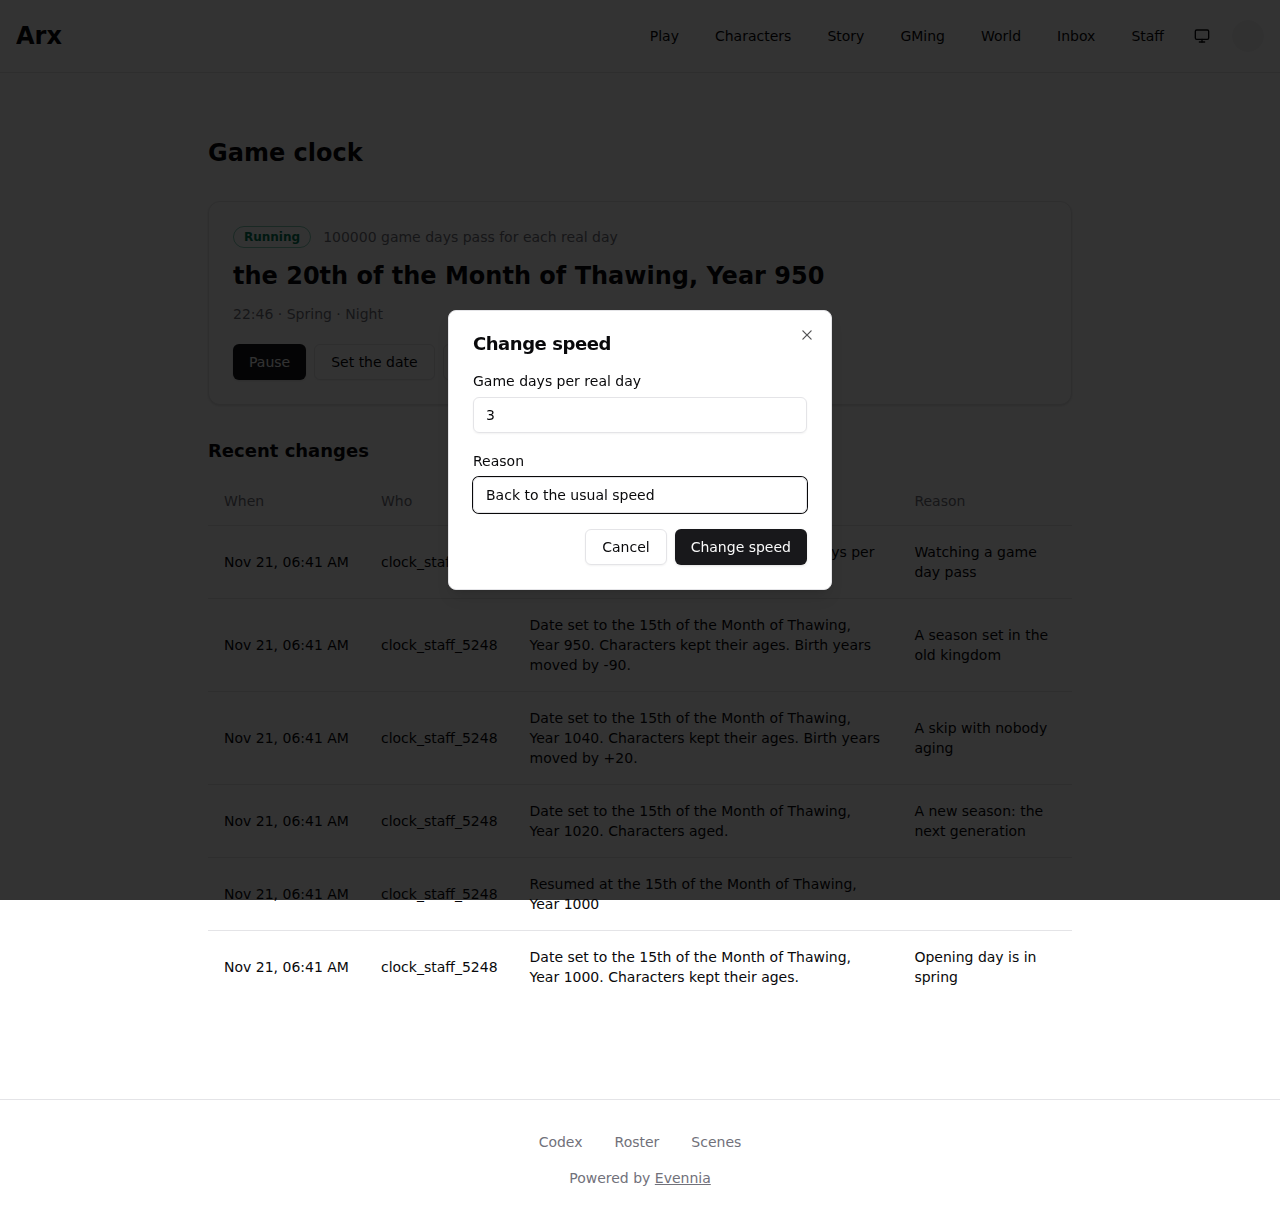 Arx
Play Characters Story GMing World Inbox Staff
Game clock
Running 100000 game days pass for each real day
the 20th of the Month of Thawing, Year 950
22:46 · Spring · Night
Pause Set the date
Change speed
Game days per real day
3
Reason
Back to the usual speed
Cancel Change speed
Recent changes
When Who Reason
Nov 21, 06:41 AM per Watching a game
day pass
Nov 21, 06:41 AM clock_staff_5248 Date set to the 15th of the Month of Thawing,
Year 950. Characters kept their ages. Birth years
moved by -90.
A season set in the
old kingdom
Nov 21, 06:41 AM clock_staff_5248 Date set to the 15th of the Month of Thawing,
Year 1040. Characters kept their ages. Birth years
moved by +20.
A skip with nobody
aging
Nov 21, 06:41 AM clock_staff_5248 Date set to the 15th of the Month of Thawing,
Year 1020. Characters aged.
A new season: the
next generation
Nov 21, 06:41 AM clock_staff_5248 Resumed at the 15th of the Month of Thawing,
Year 1000
Nov 21, 06:41 AM clock_staff_5248 Date set to the 15th of the Month of Thawing,
Year 1000. Characters kept their ages.
Opening day is in
spring
Codex Roster Scenes
Powered by Evennia